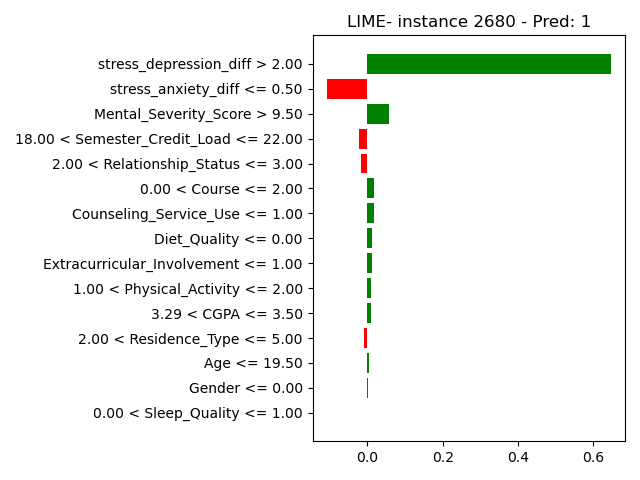 LIME- instance 2680 - Pred: 1
stress_depression_diff > 2.00
stress_anxiety_diff <= 0.50
Mental_Severity_Score > 9.50
18.00 < Semester_Credit_Load <= 22.00
2.00 < Relationship_Status <= 3.00
0.00 < Course <= 2.00
Counseling_Service_Use <= 1.00
Diet_Quality <= 0.00
Extracurricular_Involvement <= 1.00
1.00 < Physical_Activity <= 2.00
3.29 < CGPA <= 3.50
2.00 < Residence_Type <= 5.00
Age <= 19.50
Gender <= 0.00
0.00 < Sleep_Quality <= 1.00
0.0 0.2 0.4 0.6